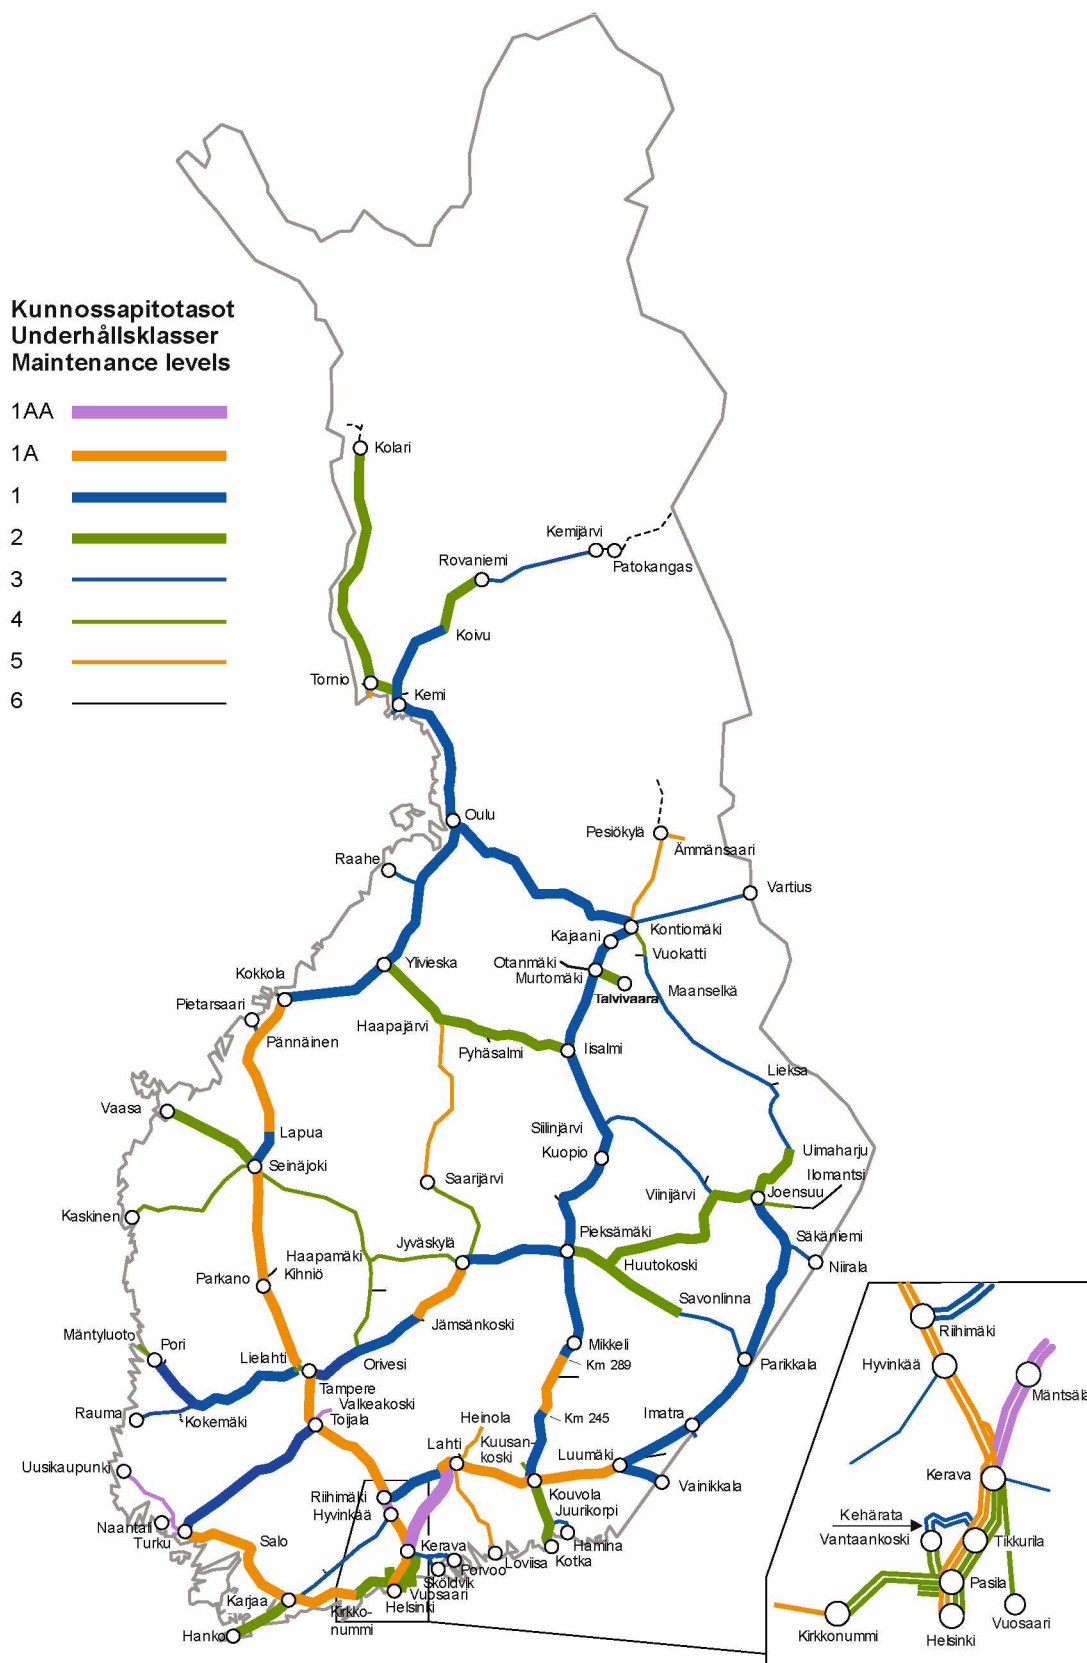 Kunnossapitotasot
Underhållsklasser
Maintenance levels
1AA
1A
1
2
3
4
5
6
Kolari
Kemijärvi
Rovaniemi
Patokangas
Koivu
Tornio
Kemi
Oulu
Pesiökylä
Ämmänsaari
Raahe
Vartius
Kontiomäki
Kajaani
Vuokatti
Ylivieska
Otanmäki
Murtomäki
Kokkola
Maanselkä
Talvivaara
Pietarsaari
Haapajärvi
Pännäinen
Pyhäsalmi
Iisalmi
Lieksa
Vaasa
Siilinjärvi
Lapua
Kuopio
Uimaharju
Seinäjoki
Ilomantsi
Saarijärvi
Viinijärvi
Joensuu
Kaskinen
Jyväskylä
Pieksämäki
Säkäniemi
Haapamäki
Huutokoski
Niirala
Kihniö
Parkano
Savonlinna
Jämsänkoski
Mäntyluoto
Pori
Mikkeli
Lielahti
Orivesi
Km 289
Parikkala
Tampere
Valkeakoski
Rauma
Kokemäki
Toijala
Km 245
Imatra
Heinola
Lahti
Kuusan-
koski
Luumäki
Uusikaupunki
Vainikkala
Kouvola
Riihimäki
Juurikorpi
Hyvinkää
Naantali
Turku
Salo
Hamina
Kerava
Kotka
Porvoo
Loviisa
Sköldvik
Vuosaari
Karjaa
Helsinki
Kirkko-
nummi
Hanko
Riihimäki
Hyvinkää
Mäntsälä
Kerava
Kehärata
Vantaankoski
Tikkurila
Pasila
Vuosaari
Kirkkonummi
Helsinki